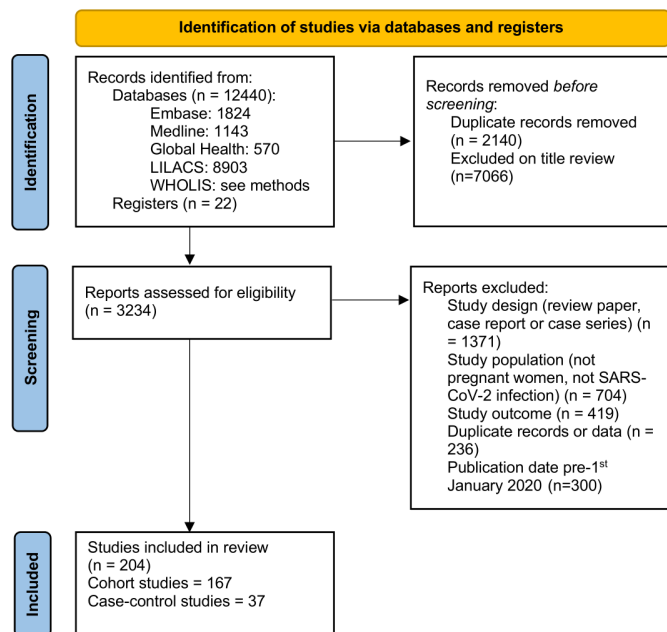 Identification of studies via databases and registers
Identification
Records identified from:
Databases (n = 12440):
Embase: 1824
Medline: 1143
Global Health: 570
LILACS: 8903
WHOLIS: see methods
Registers (n = 22)
Records removed before
screening:
Duplicate records removed
(n = 2140)
Excluded on title review
(n=7066)
Screening
Reports assessed for eligibility
(n = 3234)
Reports excluded:
Study design (review paper,
case report or case series) (n
= 1371)
Study population (not
pregnant women, not SARS-
CoV-2 infection) (n = 704)
Study outcome (n = 419)
Duplicate records or data (n =
236)
Publication date pre-1st
January 2020 (n=300)
Included
Studies included in review
(n = 204)
Cohort studies = 167
Case-control studies = 37